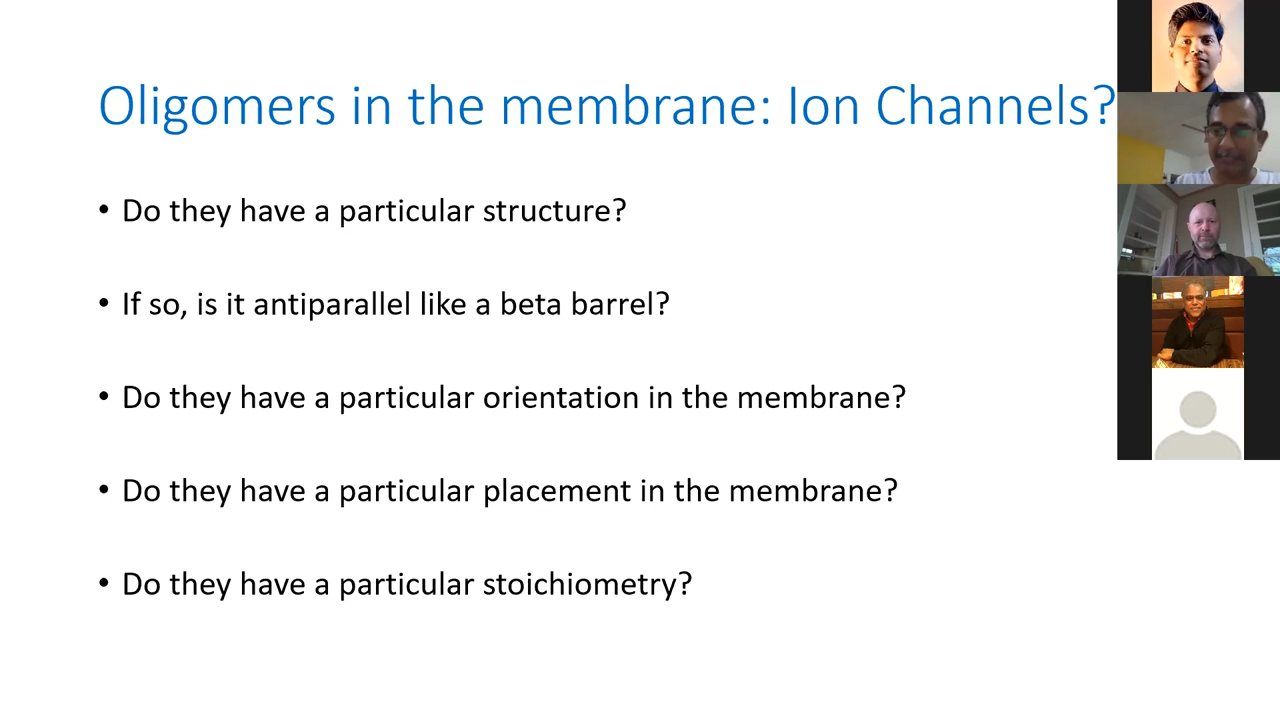 Oligomers in the membrane: Ion Channels?
• Do they have a particular structure?
• If so, is it antiparallel like a beta barrel?
• Do they have a particular orientation in the membrane?
• Do they have a particular placement in the membrane?
• Do they have a particular stoichiometry?